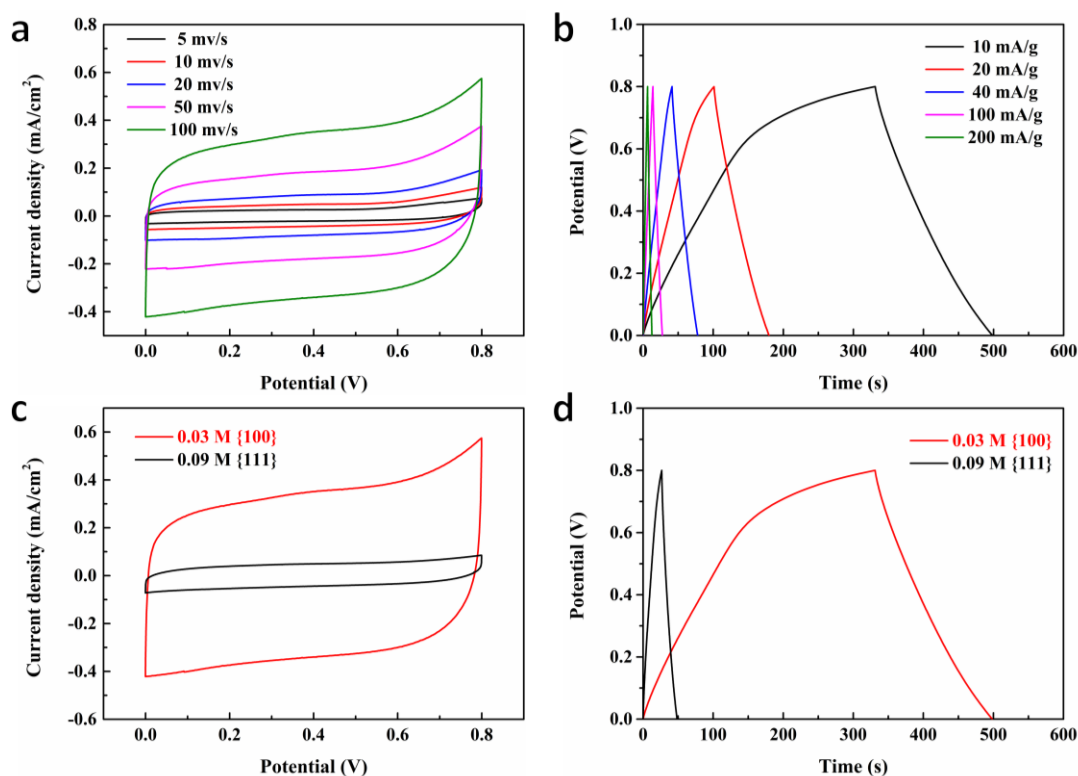 a
0.8
0.6
0.4
0.2
0.0
-0.2
-0.4
Current density (mA/cm²)
5 mv/s
10 mv/s
20 mv/s
50 mv/s
100 mv/s
0.0 0.2 0.4 0.6 0.8
Potential (V)
b
1.0
0.8
0.6
0.4
0.2
0.0
Potential (V)
10 mA/g
20 mA/g
40 mA/g
100 mA/g
200 mA/g
0 100 200 300 400 500 600
Time (s)
c
0.6
0.4
0.2
0.0
-0.2
-0.4
-0.6
Current density (mA/cm²)
0.03 M {100}
0.09 M {111}
0.0 0.2 0.4 0.6 0.8
Potential (V)
d
1.0
0.8
0.6
0.4
0.2
0.0
Potential (V)
0.03 M {100}
0.09 M {111}
0 100 200 300 400 500 600
Time (s)